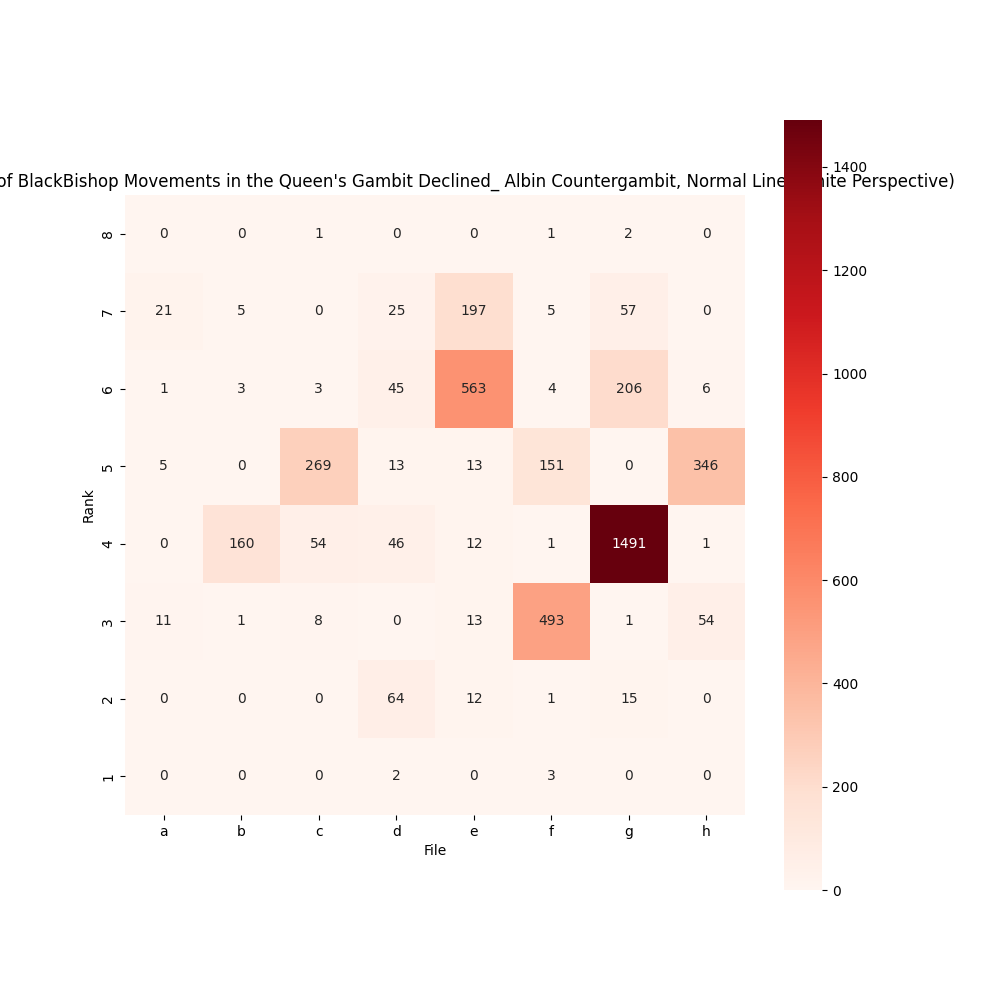 of BlackBishop Movements in the Queen's Gambit Declined_ Albin Countergambit, Normal Line Perspective)
1400
1200
1000
800
600
400
200
0
Rank
8 0 0 1 0 0 1 2 0
7 21 5 0 25 197 5 57 0
6 1 3 3 45 563 4 206 6
5 5 0 269 13 13 151 0 346
4 0 160 54 46 12 1 1491 1
3 11 1 8 0 13 493 1 54
2 0 0 0 64 12 1 15 0
1 0 0 0 2 0 3 0 0
a b c d e f g h
File